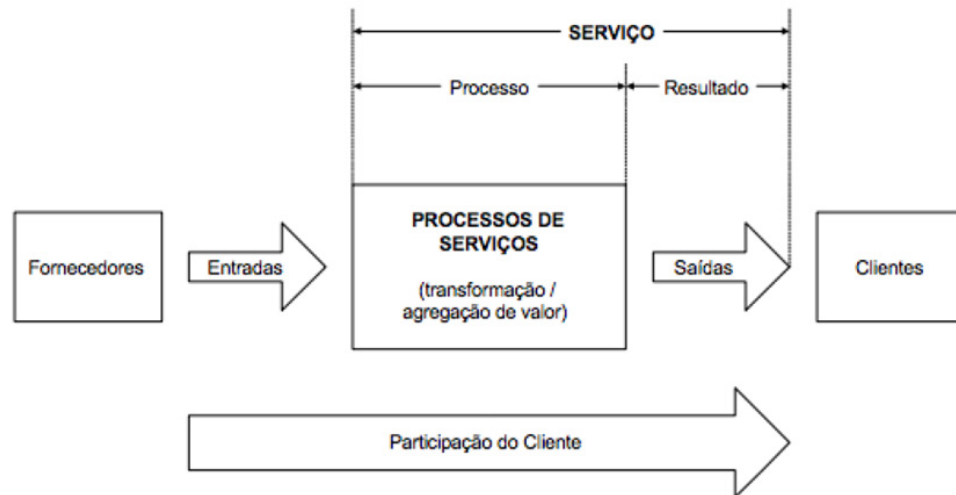 SERVIÇO
Processo
Resultado
Fornecedores
Entradas
PROCESSOS DE
SERVIÇOS
(transformação /
agregação de valor)
Saídas
Clientes
Participação do Cliente